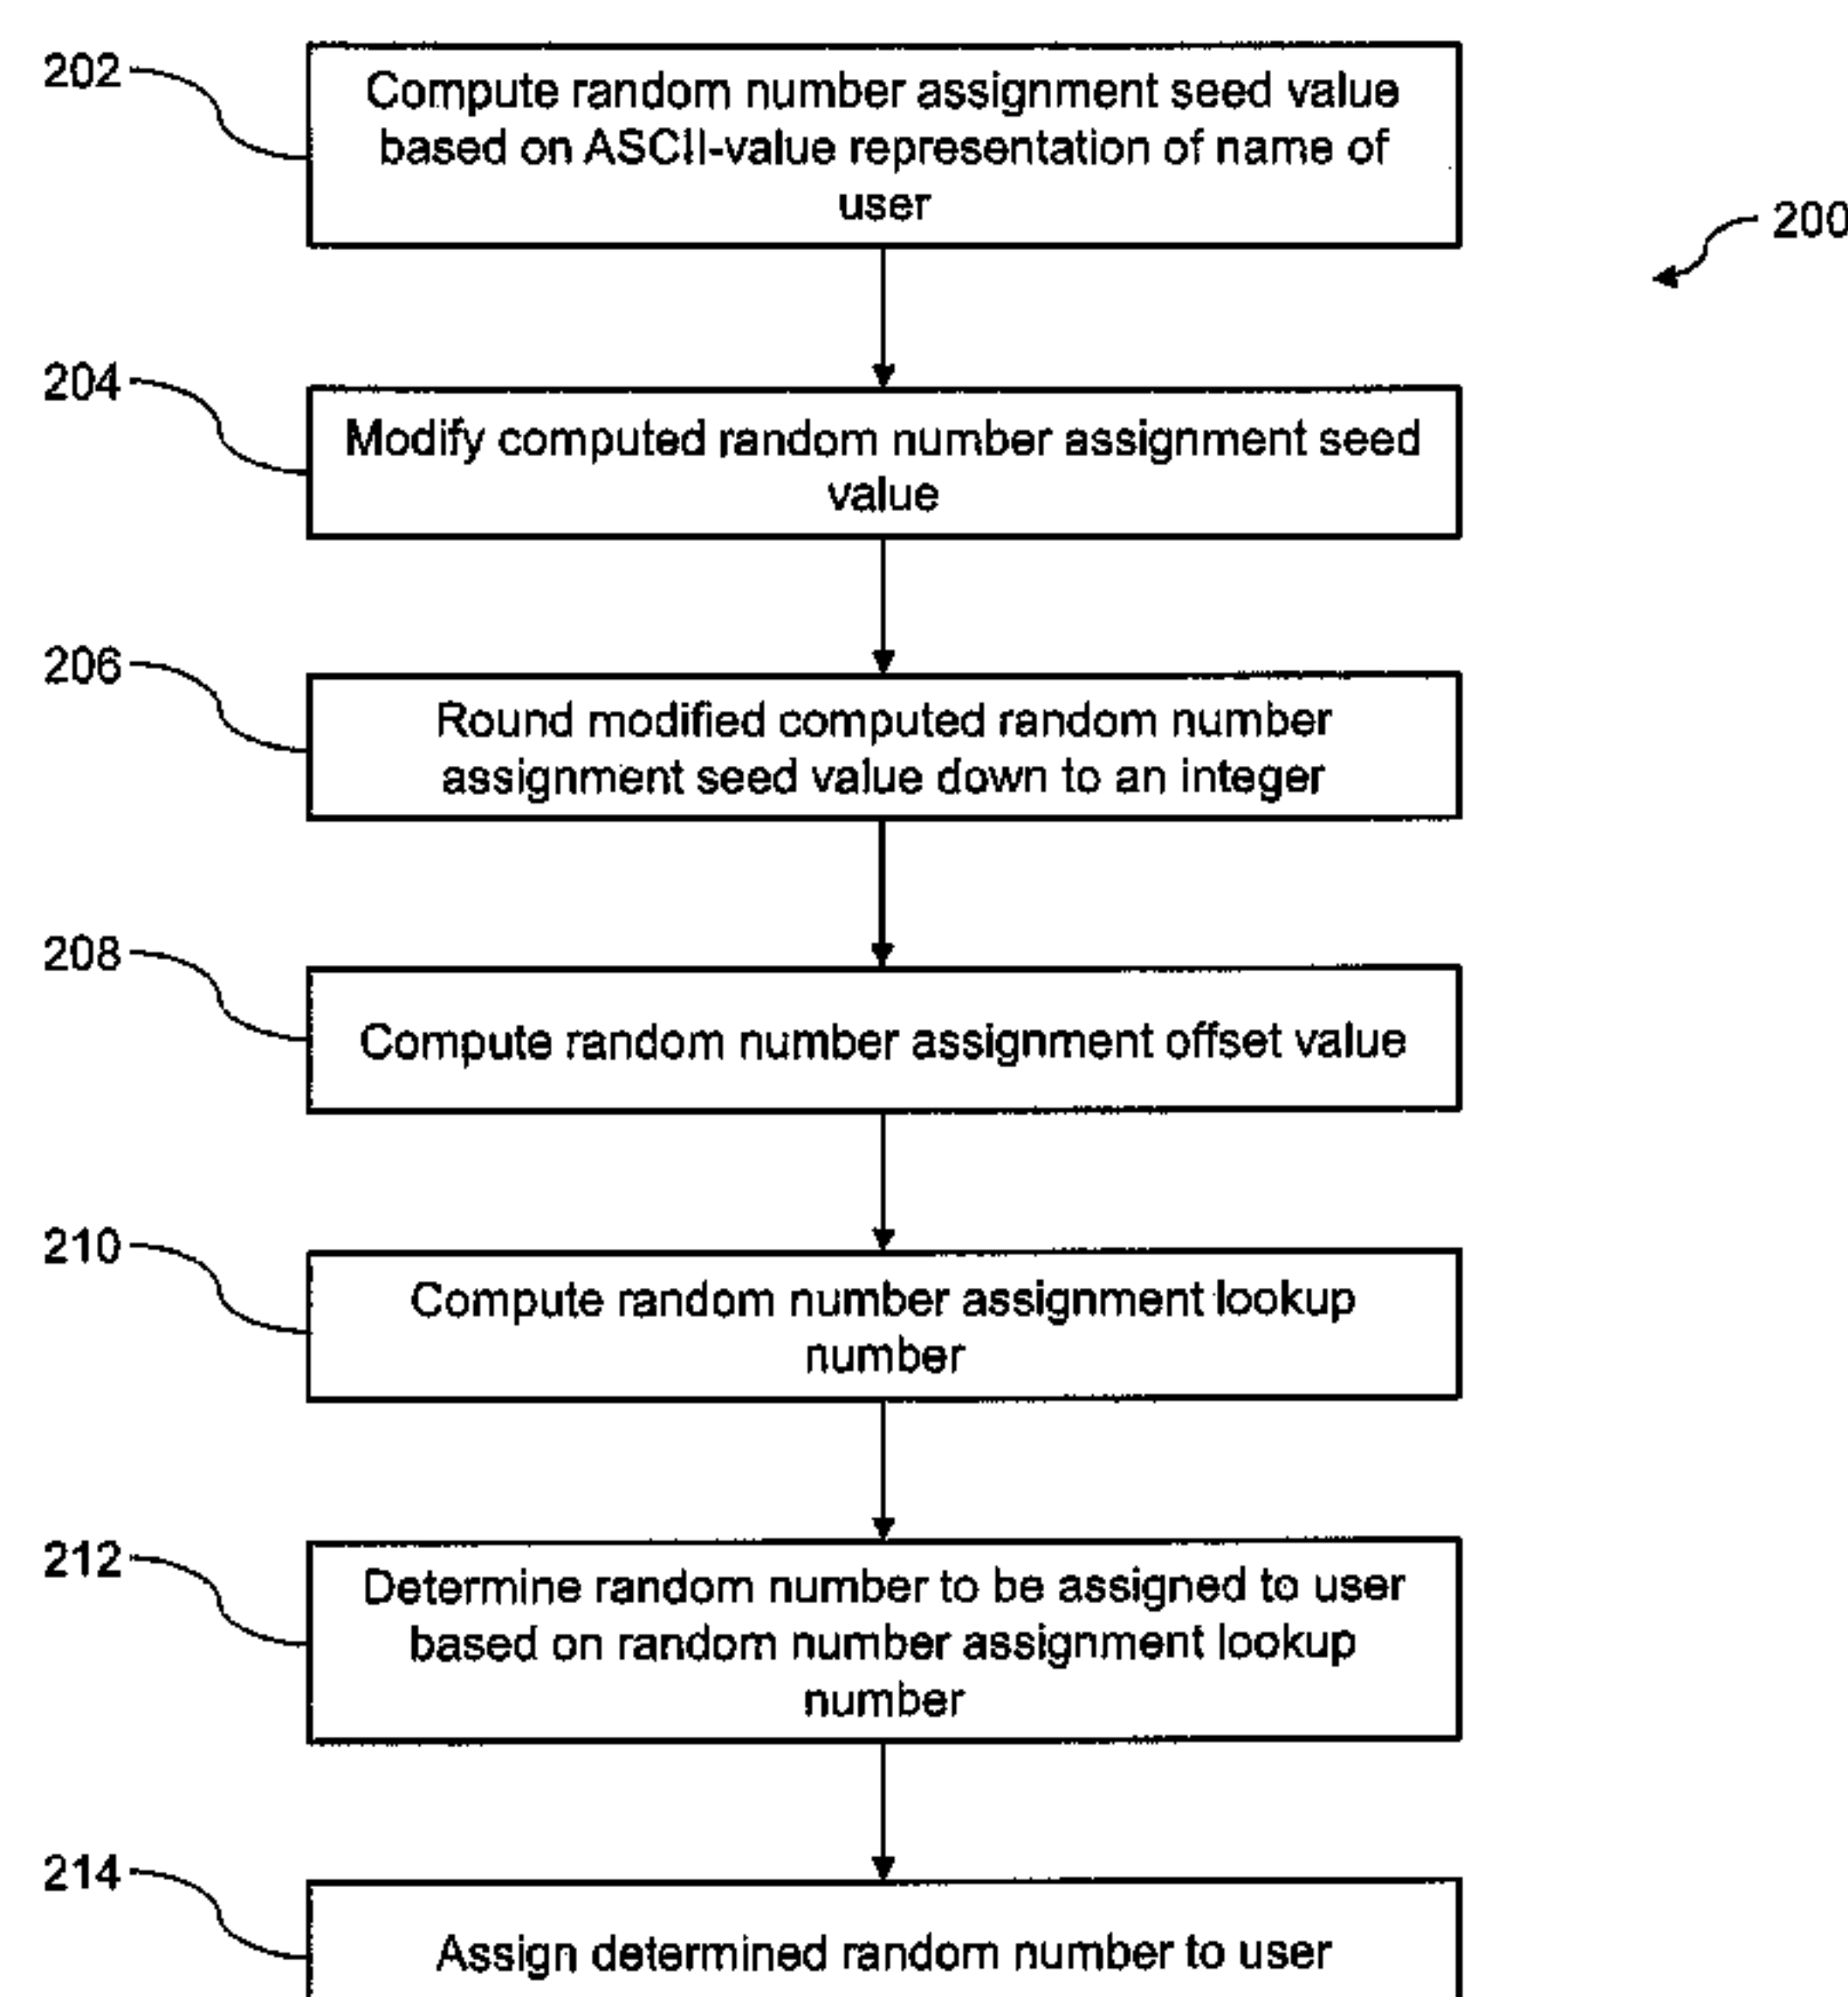 202
Compute random number assignment seed value
based on ASCII-value representation of name of
user
200
204
Modify computed random number assignment seed
value
206
Round modified computed random number
assignment seed value down to an integer
208
Compute random number assignment offset value
210
Compute random number assignment lookup
number
212
Determine random number to be assigned to user
based on random number assignment lookup
number
214
Assign determined random number to user